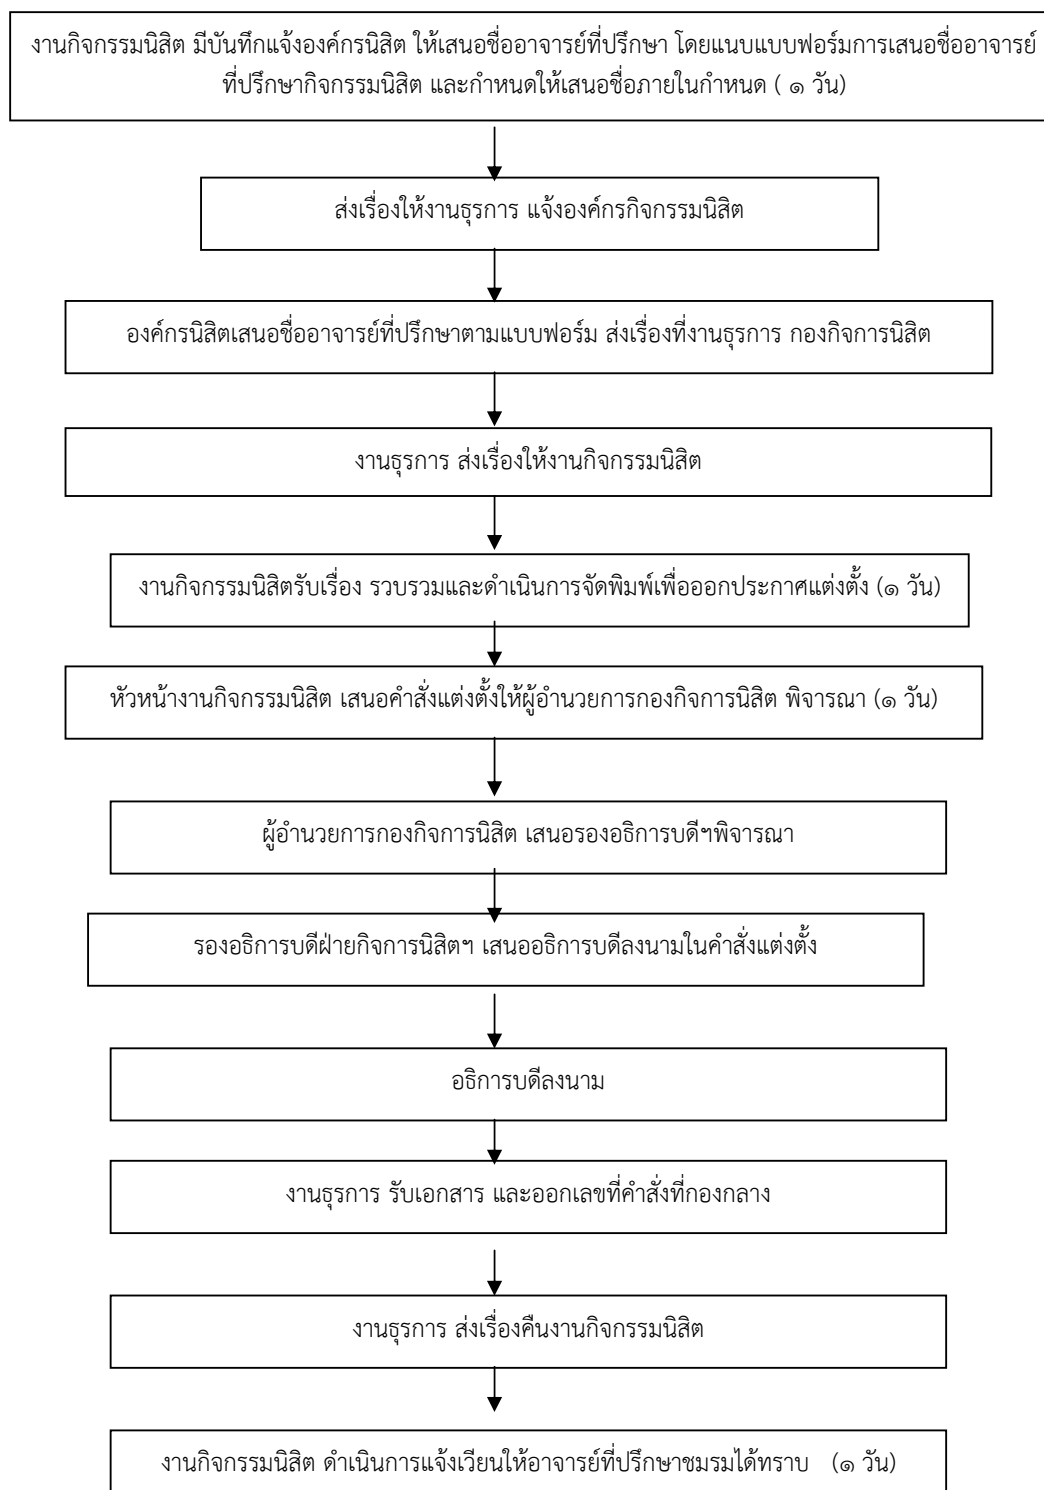 งานกิจกรรมนิสิต มีบันทึกแจ้งองค์กรนิสิต ให้เสนอชื่ออาจารย์ที่ปรึกษา โดยแนบแบบฟอร์มการเสนอชื่ออาจารย์
ที่ปรึกษากิจกรรมนิสิต และกำหนดให้เสนอชื่อภายในกำหนด ( ๑ วัน)
ส่งเรื่องให้งานธุรการ แจ้งองค์กรกิจกรรมนิสิต
องค์กรนิสิตเสนอชื่ออาจารย์ที่ปรึกษาตามแบบฟอร์ม ส่งเรื่องที่งานธุรการ กองกิจการนิสิต
งานธุรการ ส่งเรื่องให้งานกิจกรรมนิสิต
งานกิจกรรมนิสิตรับเรื่อง รวบรวมและดำเนินการจัดพิมพ์เพื่อออกประกาศแต่งตั้ง (๑ วัน)
หัวหน้างานกิจกรรมนิสิต เสนอคำสั่งแต่งตั้งให้ผู้อำนวยการกองกิจการนิสิต พิจารณา (๑ วัน)
ผู้อำนวยการกองกิจการนิสิต เสนอรองอธิการบดีฯพิจารณา
รองอธิการบดีฝ่ายกิจการนิสิตฯ เสนออธิการบดีลงนามในคำสั่งแต่งตั้ง
อธิการบดีลงนาม
งานธุรการ รับเอกสาร และออกเลขที่คำสั่งที่กองกลาง
งานธุรการ ส่งเรื่องคืนงานกิจกรรมนิสิต
งานกิจกรรมนิสิต ดำเนินการแจ้งเวียนให้อาจารย์ที่ปรึกษาชมรมได้ทราบ (๑ วัน)